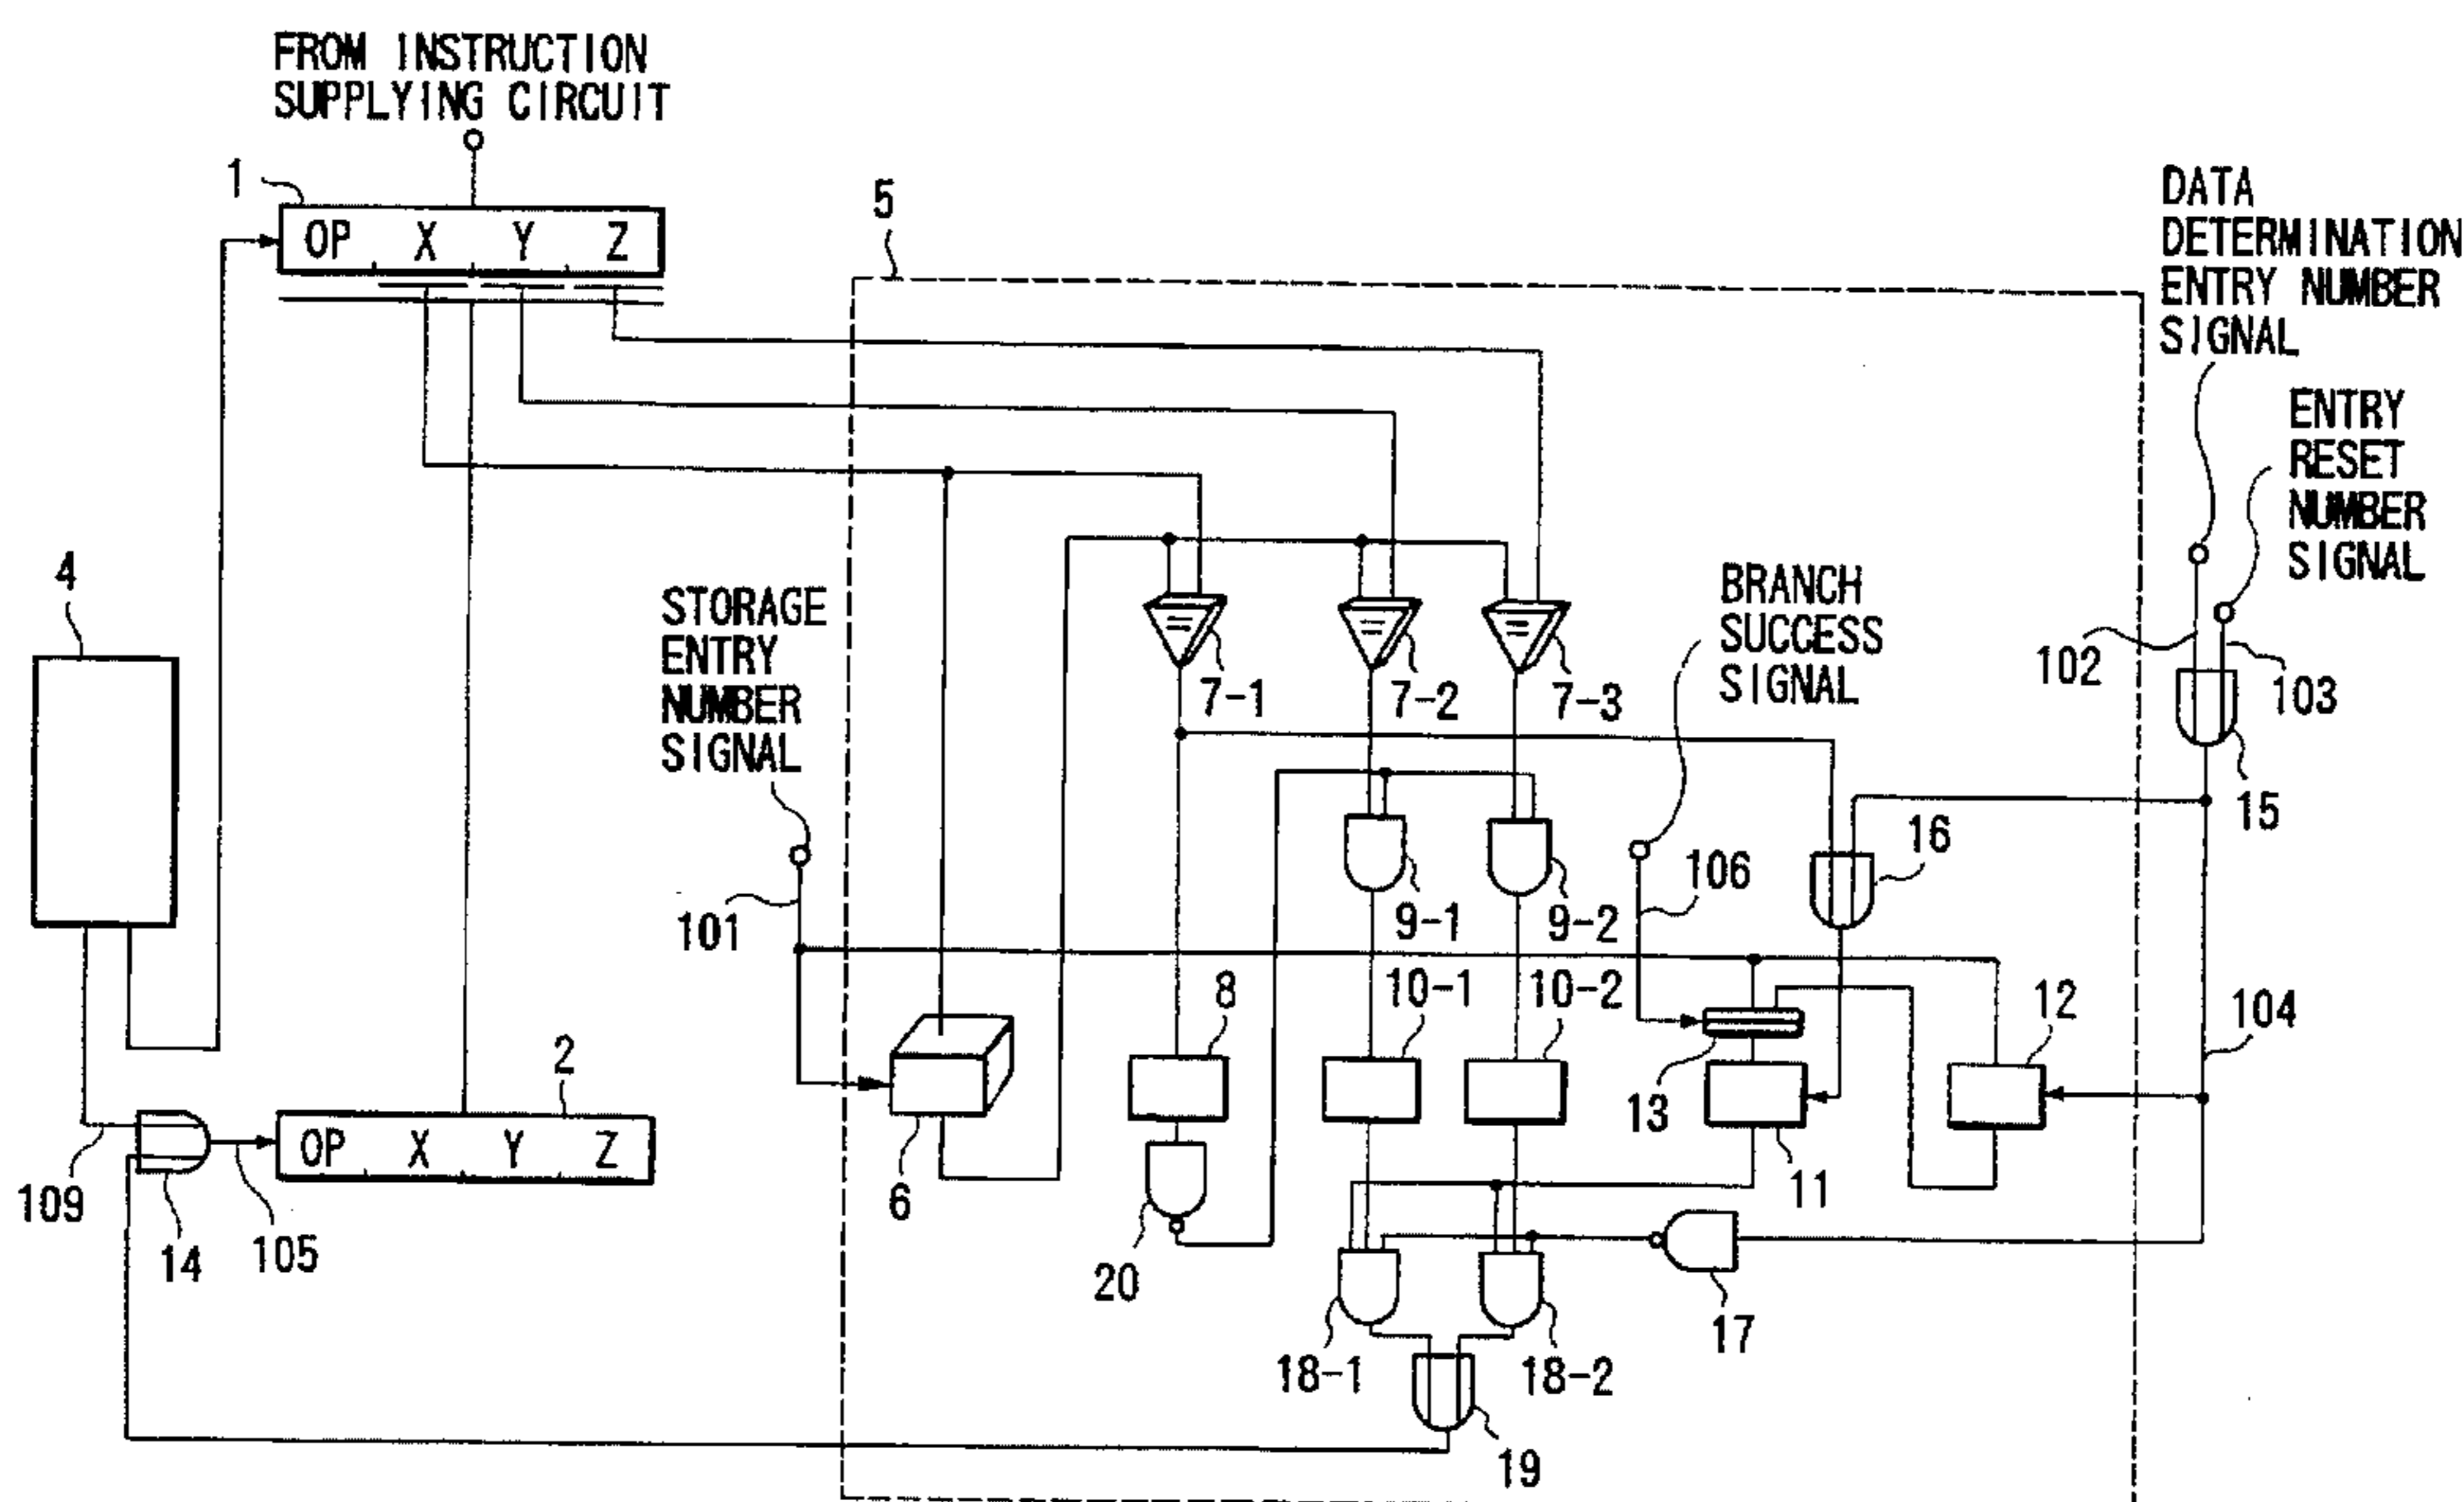 FROM INSTRUCTION
SUPPLYING CIRCUIT
1
OP X Y Z
5
DATA
DETERMINATION
ENTRY NUMBER
SIGNAL
ENTRY
RESET
NUMBER
SIGNAL
4
STORAGE
ENTRY
NUMBER
SIGNAL
BRANCH
SUCCESS
SIGNAL
102
103
=
=
=
7-1
7-2
7-3
15
16
101
106
9-1
9-2
8
10-1
10-2
12
104
2
13
OP X Y Z
109
14
105
6
11
20
17
18-1
18-2
19